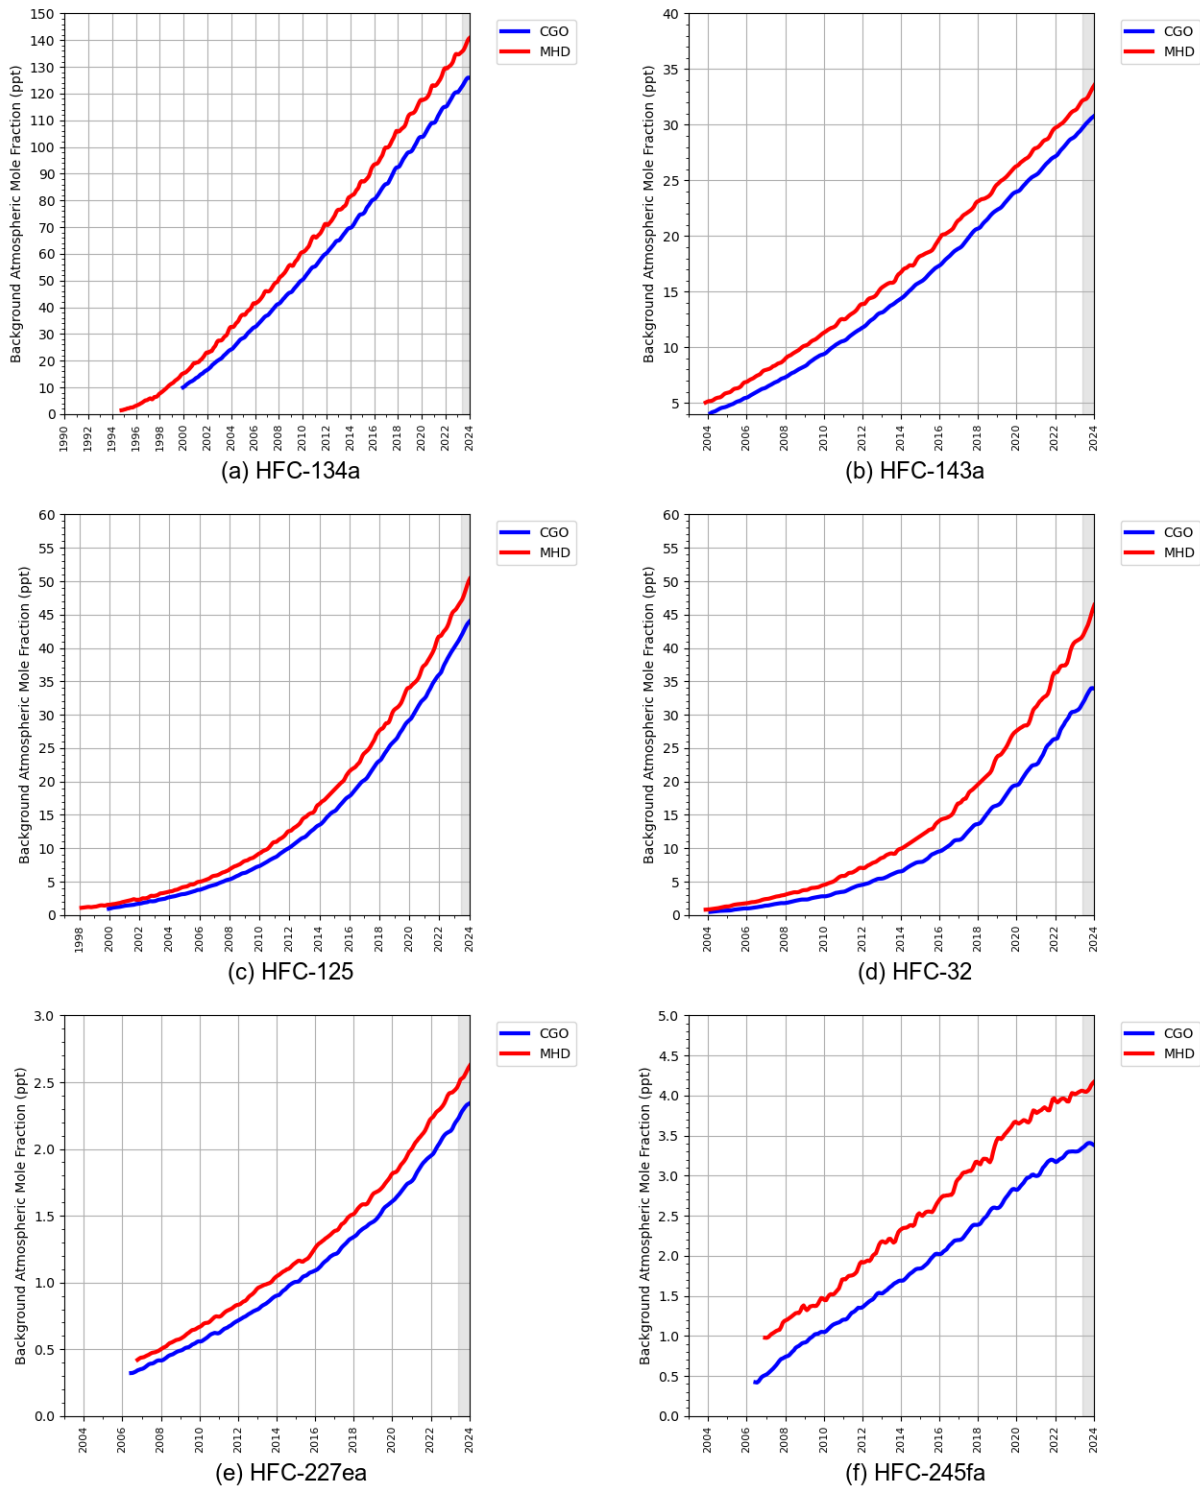 Background Atmospheric Mole Fraction (ppt)
150
140
130
120
110
100
90
80
70
60
50
40
30
20
10
0
1990 1992 1994 1996 1998 2000 2002 2004 2006 2008 2010 2012 2014 2016 2018 2020 2022 2024
CGO
MHD
(a) HFC-134a
Background Atmospheric Mole Fraction (ppt)
40
35
30
25
20
15
10
5
2004 2006 2008 2010 2012 2014 2016 2018 2020 2022 2024
CGO
MHD
(b) HFC-143a
Background Atmospheric Mole Fraction (ppt)
60
55
50
45
40
35
30
25
20
15
10
5
0
1998 2000 2002 2004 2006 2008 2010 2012 2014 2016 2018 2020 2022 2024
CGO
MHD
(c) HFC-125
Background Atmospheric Mole Fraction (ppt)
60
55
50
45
40
35
30
25
20
15
10
5
0
2004 2006 2008 2010 2012 2014 2016 2018 2020 2022 2024
CGO
MHD
(d) HFC-32
Background Atmospheric Mole Fraction (ppt)
3.0
2.5
2.0
1.5
1.0
0.5
0.0
2004 2006 2008 2010 2012 2014 2016 2018 2020 2022 2024
CGO
MHD
(e) HFC-227ea
Background Atmospheric Mole Fraction (ppt)
5.0
4.5
4.0
3.5
3.0
2.5
2.0
1.5
1.0
0.5
0.0
2004 2006 2008 2010 2012 2014 2016 2018 2020 2022 2024
CGO
MHD
(f) HFC-245fa